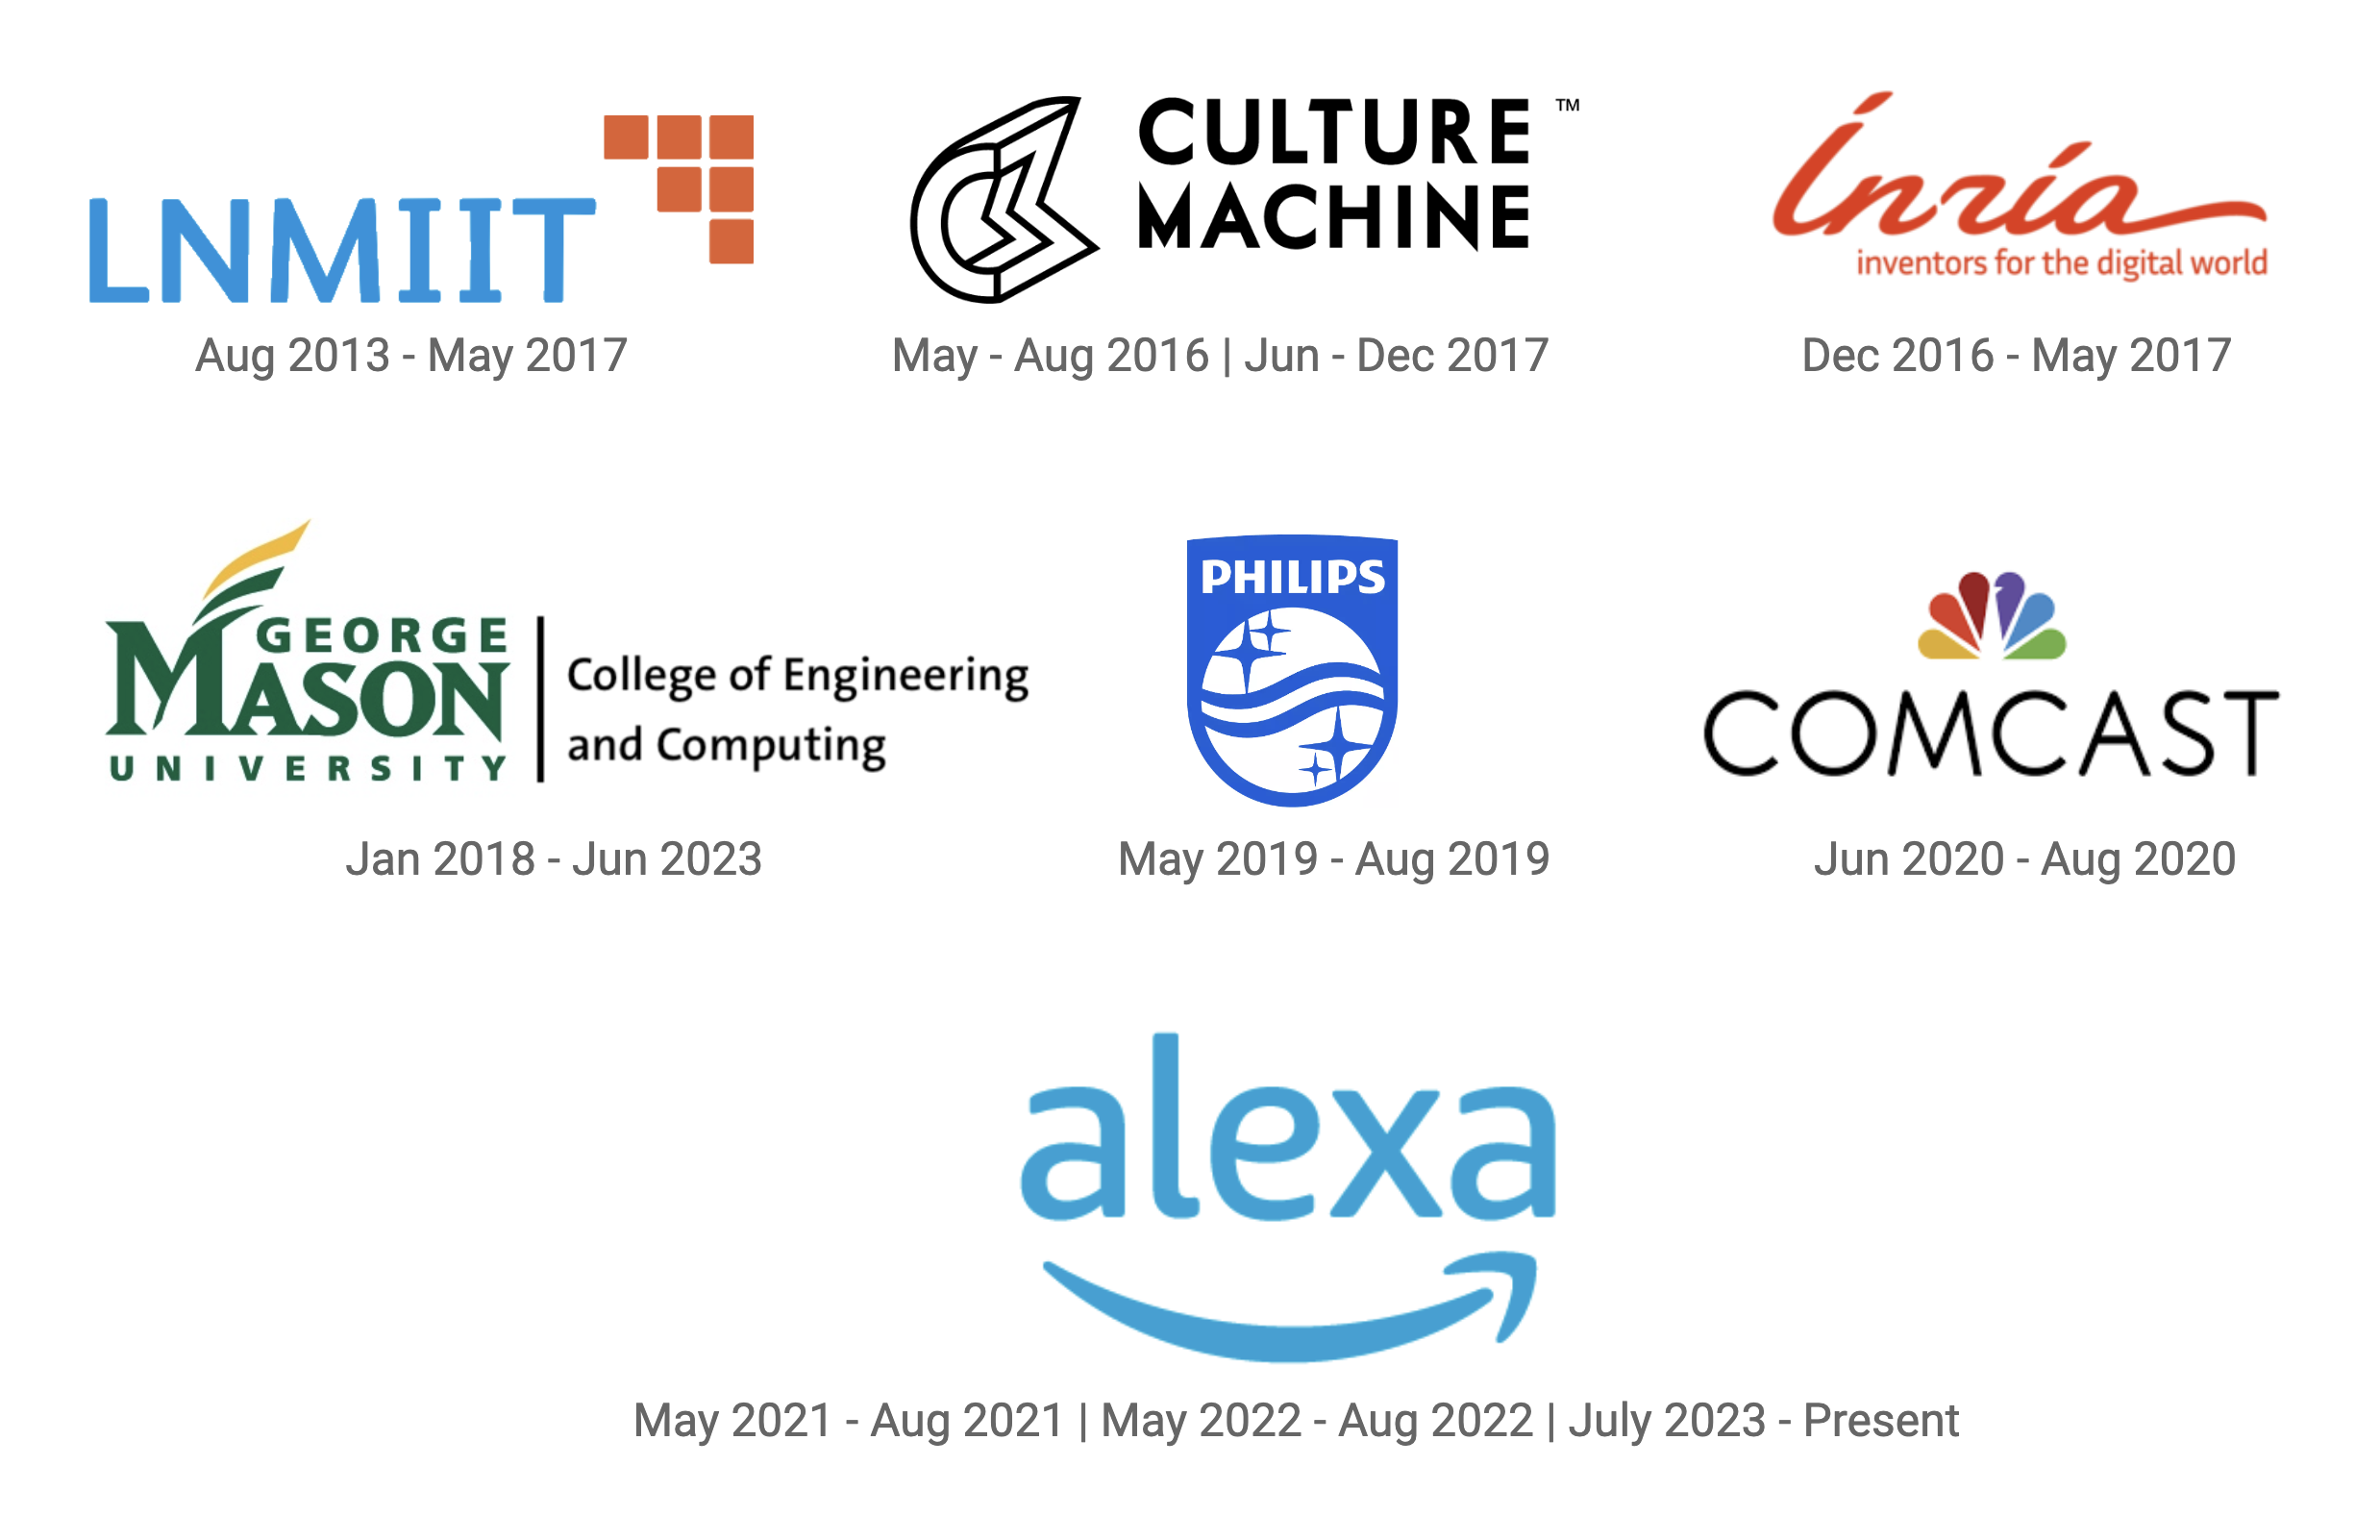 LNMIIT
Aug 2013 - May 2017
CULTURE
MACHINE
TM
May - Aug 2016 | Jun - Dec 2017
Inria
inventors for the digital world
Dec 2016 - May 2017
GEORGE
MASON
UNIVERSITY
College of Engineering
and Computing
Jan 2018 - Jun 2023
PHILIPS
May 2019 - Aug 2019
COMCAST
Jun 2020 - Aug 2020
alexa
May 2021 - Aug 2021 | May 2022 - Aug 2022 | July 2023 - Present